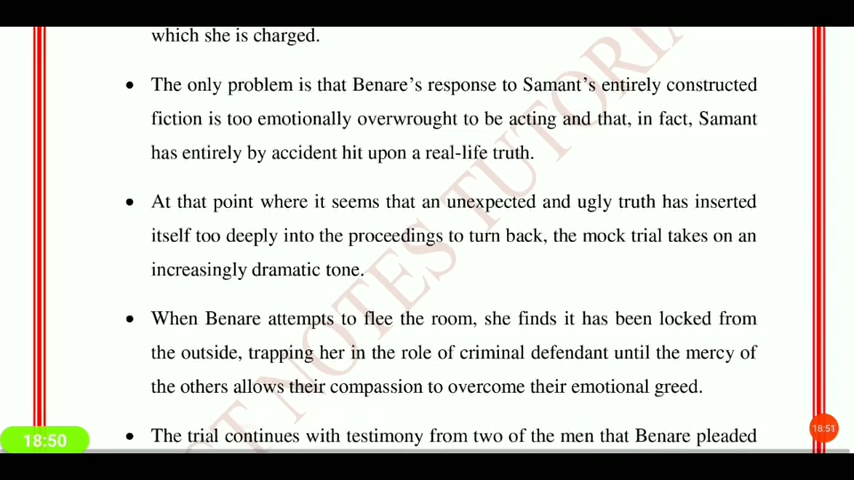 which she is charged.
• The only problem is that Benare's response to Samant's entirely constructed
fiction is too emotionally overwrought to be acting and that, in fact, Samant
has entirely by accident hit upon a real-life truth.
• At that point where it seems that an unexpected and ugly truth has inserted
itself too deeply into the proceedings to turn back, the mock trial takes on an
increasingly dramatic tone.
• When Benare attempts to flee the room, she finds it has been locked from
the outside, trapping her in the role of criminal defendant until the mercy of
the others allows their compassion to overcome their emotional greed.
• The trial continues with testimony from two of the men that Benare pleaded
18:50
18:51
NOTES TUTORI